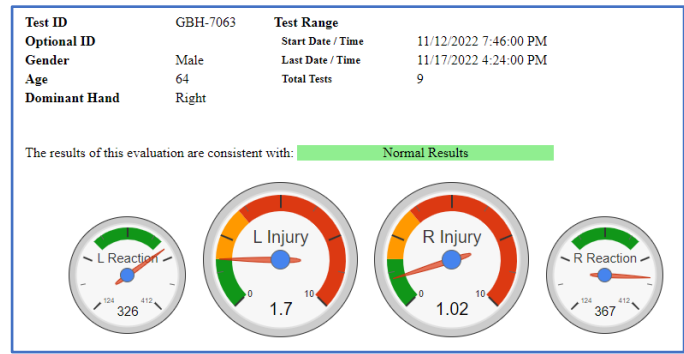 Test ID GBH-7063 Test Range
Optional ID Start Date / Time 11/12/2022 7:46:00 PM
Gender Male Last Date / Time 11/17/2022 4:24:00 PM
Age 64 Total Tests 9
Dominant Hand Right
The results of this evaluation are consistent with: Normal Results
L Reaction
124 412
326
L Injury
0 10
1.7
R Injury
0 10
1.02
R Reaction
124 412
367